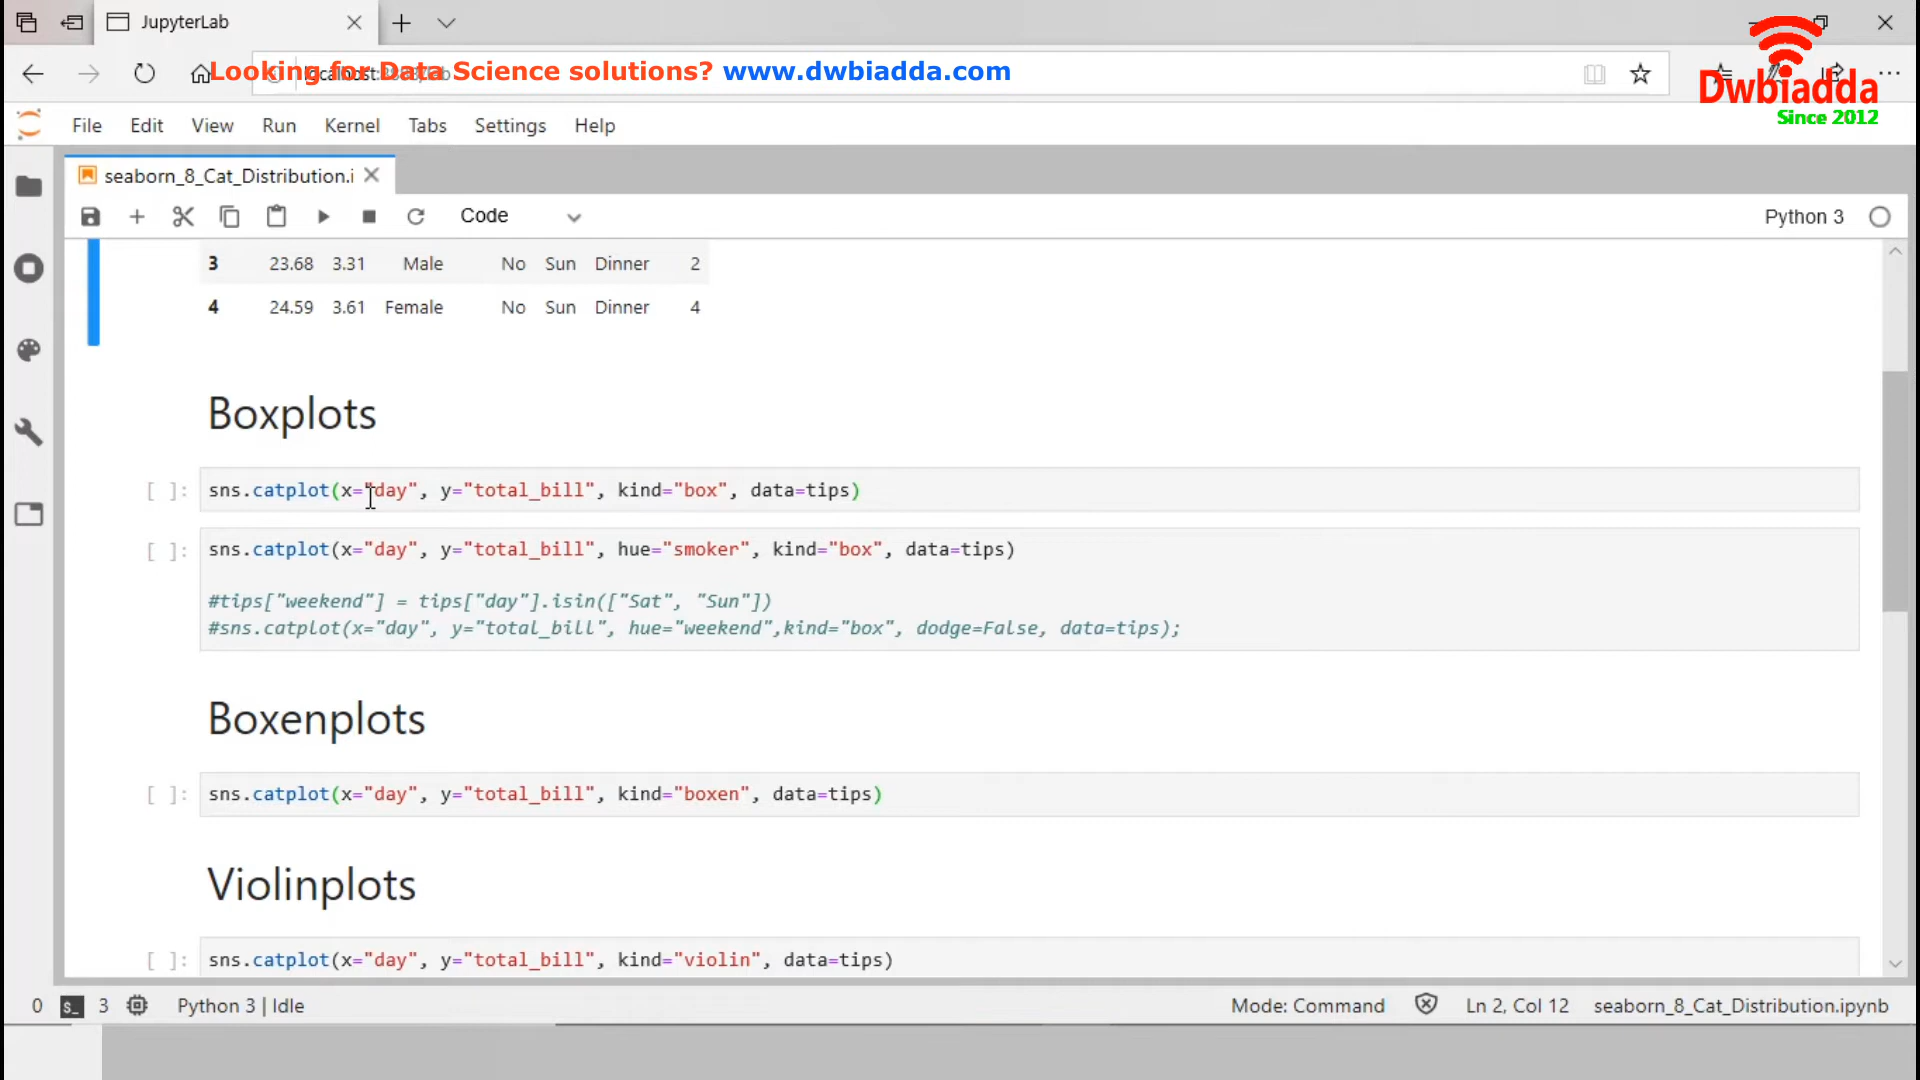 JupyterLab
Looking for Data Science solutions? www.dwbiadda.com
Dwbiadda
Since 2012
File Edit View Run Kernel Tabs Settings Help
seaborn_8_Cat_Distribution.i
Code
Python 3
3 23.68 3.31 Male No Sun Dinner 2
4 24.59 3.61 Female No Sun Dinner 4
Boxplots
[ ]: sns.catplot(x="day", y="total_bill", kind="box", data=tips)
[ ]: sns.catplot(x="day", y="total_bill", hue="smoker", kind="box", data=tips)
#tips["weekend"] = tips["day"].isin(["Sat", "Sun"])
#sns.catplot(x="day", y="total_bill", hue="weekend",kind="box", dodge=False, data=tips);
Boxenplots
[ ]: sns.catplot(x="day", y="total_bill", kind="boxen", data=tips)
Violinplots
[ ]: sns.catplot(x="day", y="total_bill", kind="violin", data=tips)
0 $_ 3 Python 3 | Idle Mode: Command Ln 2, Col 12 seaborn_8_Cat_Distribution.ipynb